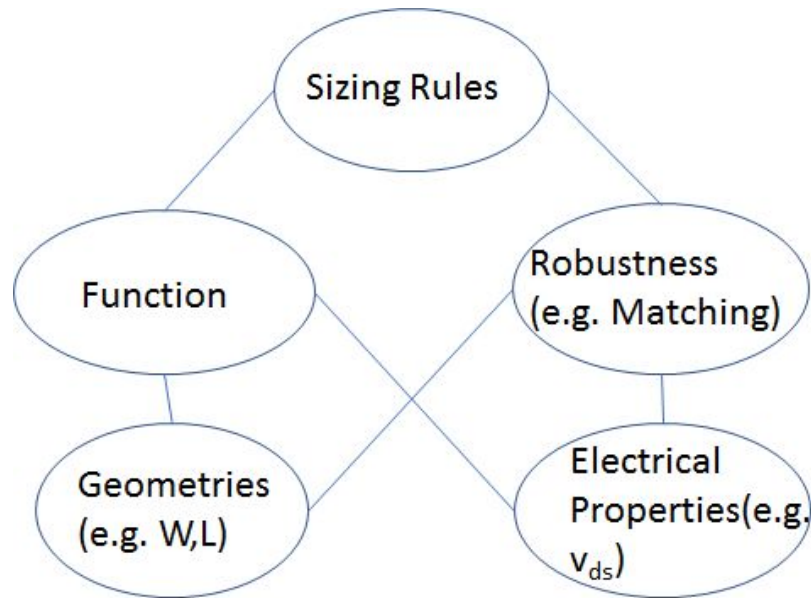 Sizing Rules
Function
Robustness
(e.g. Matching)
Geometries
(e.g. W,L)
Electrical
Properties(e.g.
vds)